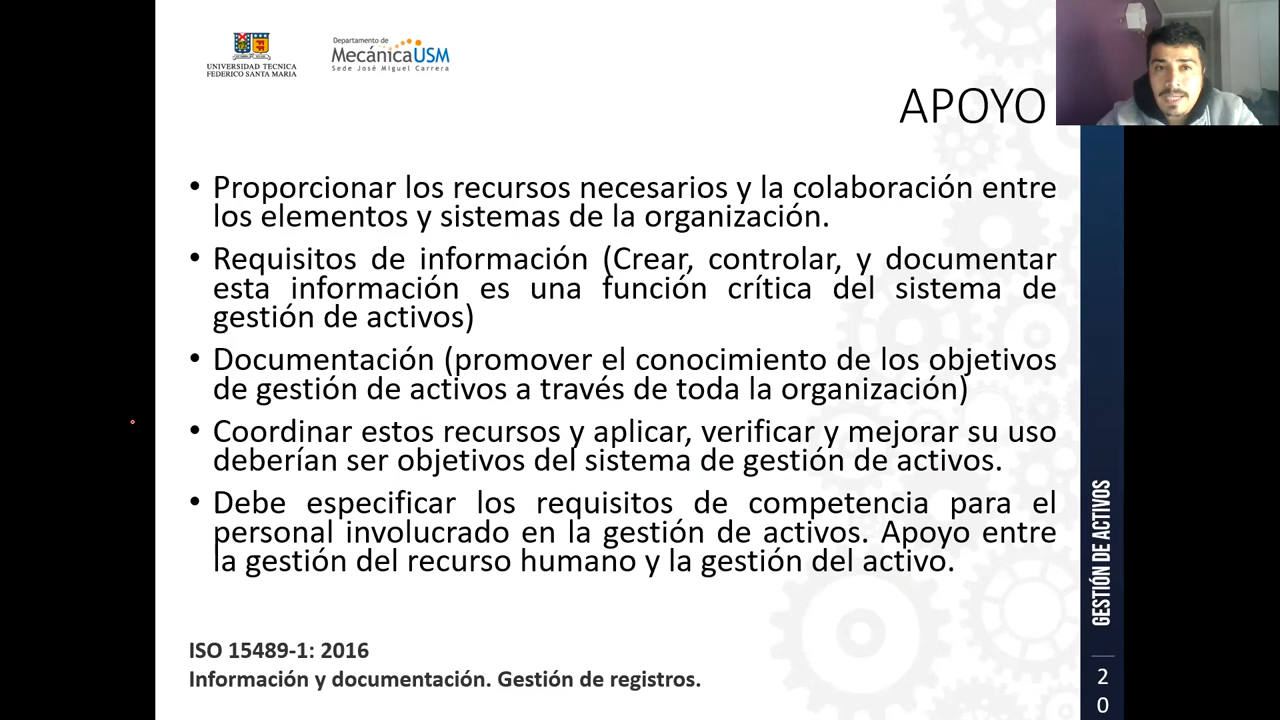 UNIVERSIDAD TECNICA
FEDERICO SANTA MARIA
Departamento de
MecánicaUSM
Sede José Miguel Carrera
APOYO
• Proporcionar los recursos necesarios y la colaboración entre
los elementos y sistemas de la organización.
• Requisitos de información (Crear, controlar, y documentar
esta información es una función crítica del sistema de
gestión de activos)
• Documentación (promover el conocimiento de los objetivos
de gestión de activos a través de toda la organización)
• Coordinar estos recursos y aplicar, verificar y mejorar su uso
deberían ser objetivos del sistema de gestión de activos.
• Debe especificar los requisitos de competencia para el
personal involucrado en la gestión de activos. Apoyo entre
la gestión del recurso humano y la gestión del activo.
ISO 15489-1: 2016
Información y documentación. Gestión de registros.
GESTIÓN DE ACTIVOS
2
0